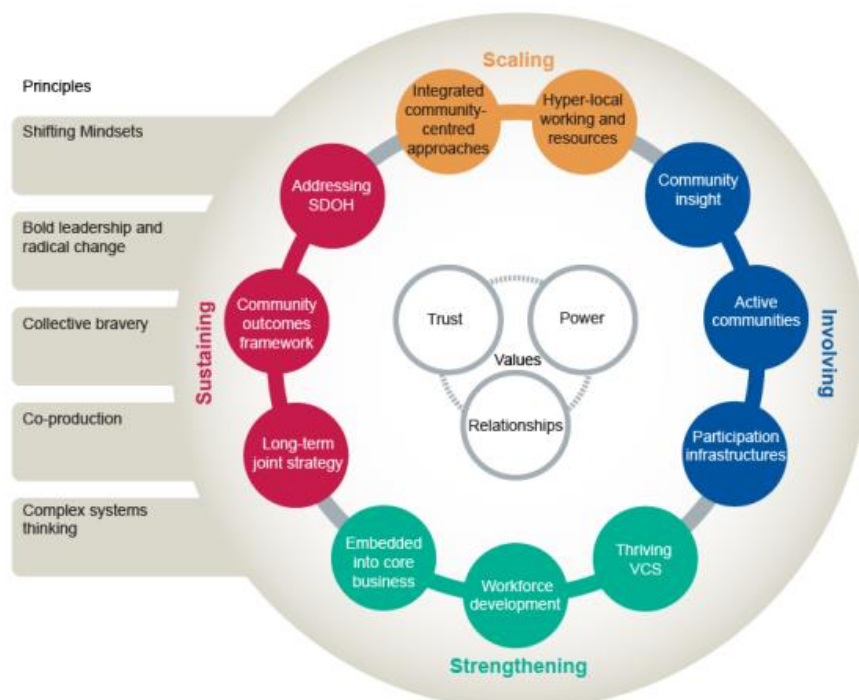 Scaling
Principles
Shifting Mindsets
Bold leadership and
radical change
Collective bravery
Co-production
Complex systems
thinking
Integrated
community-
centred
approaches
Hyper-local
working and
resources
Community
insight
Active
communities
Participation
infrastructures
Involving
Thriving
VCS
Workforce
development
Embedded
into core
business
Strengthening
Long-term
joint strategy
Community
outcomes
framework
Addressing
SDOH
Sustaining
Trust
Power
Values
Relationships